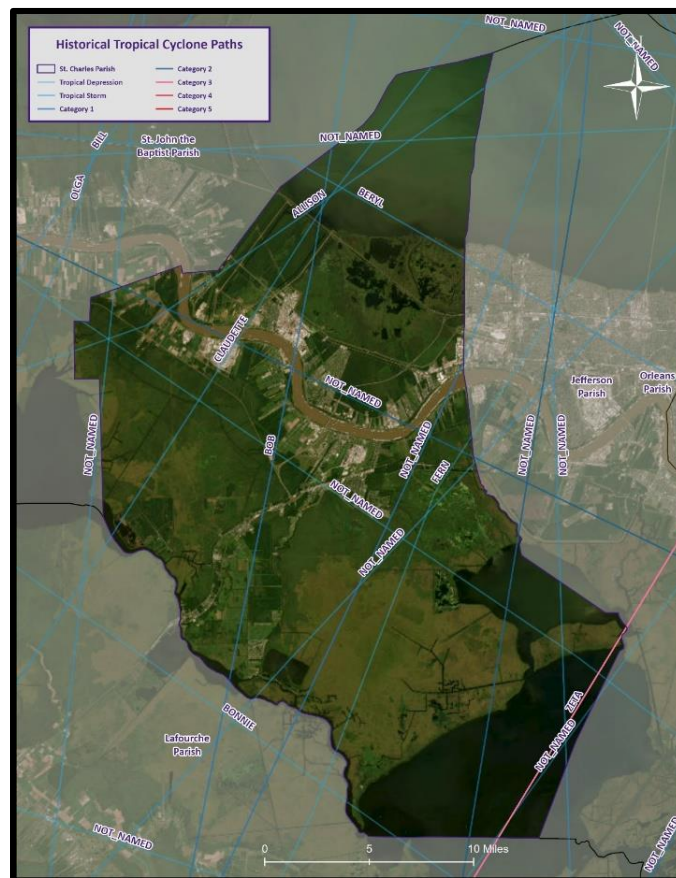 NOT_NAMED
NOT_NAMED
Historical Tropical Cyclone Paths
St. Charles Parish
Tropical Depression
Tropical Storm
Category 1
Category 2
Category 3
Category 4
Category 5
BILL
St. John the
Baptist Parish
NOT_NAMED
OLGA
ALLISON
BERYL
CLAUDETTE
NOT_NAMED
Jefferson
Parish
Orleans
Parish
NOT_NAMED
BOB
NOT_NAMED
FERN
NOT_NAMED
NOT_NAMED
NOT_NAMED
NOT_NAMED
BONNIE
ZETA
NOT_NAMED
Lafourche
Parish
NOT_NAMED
NOT_NAMED
0 5 10 Miles